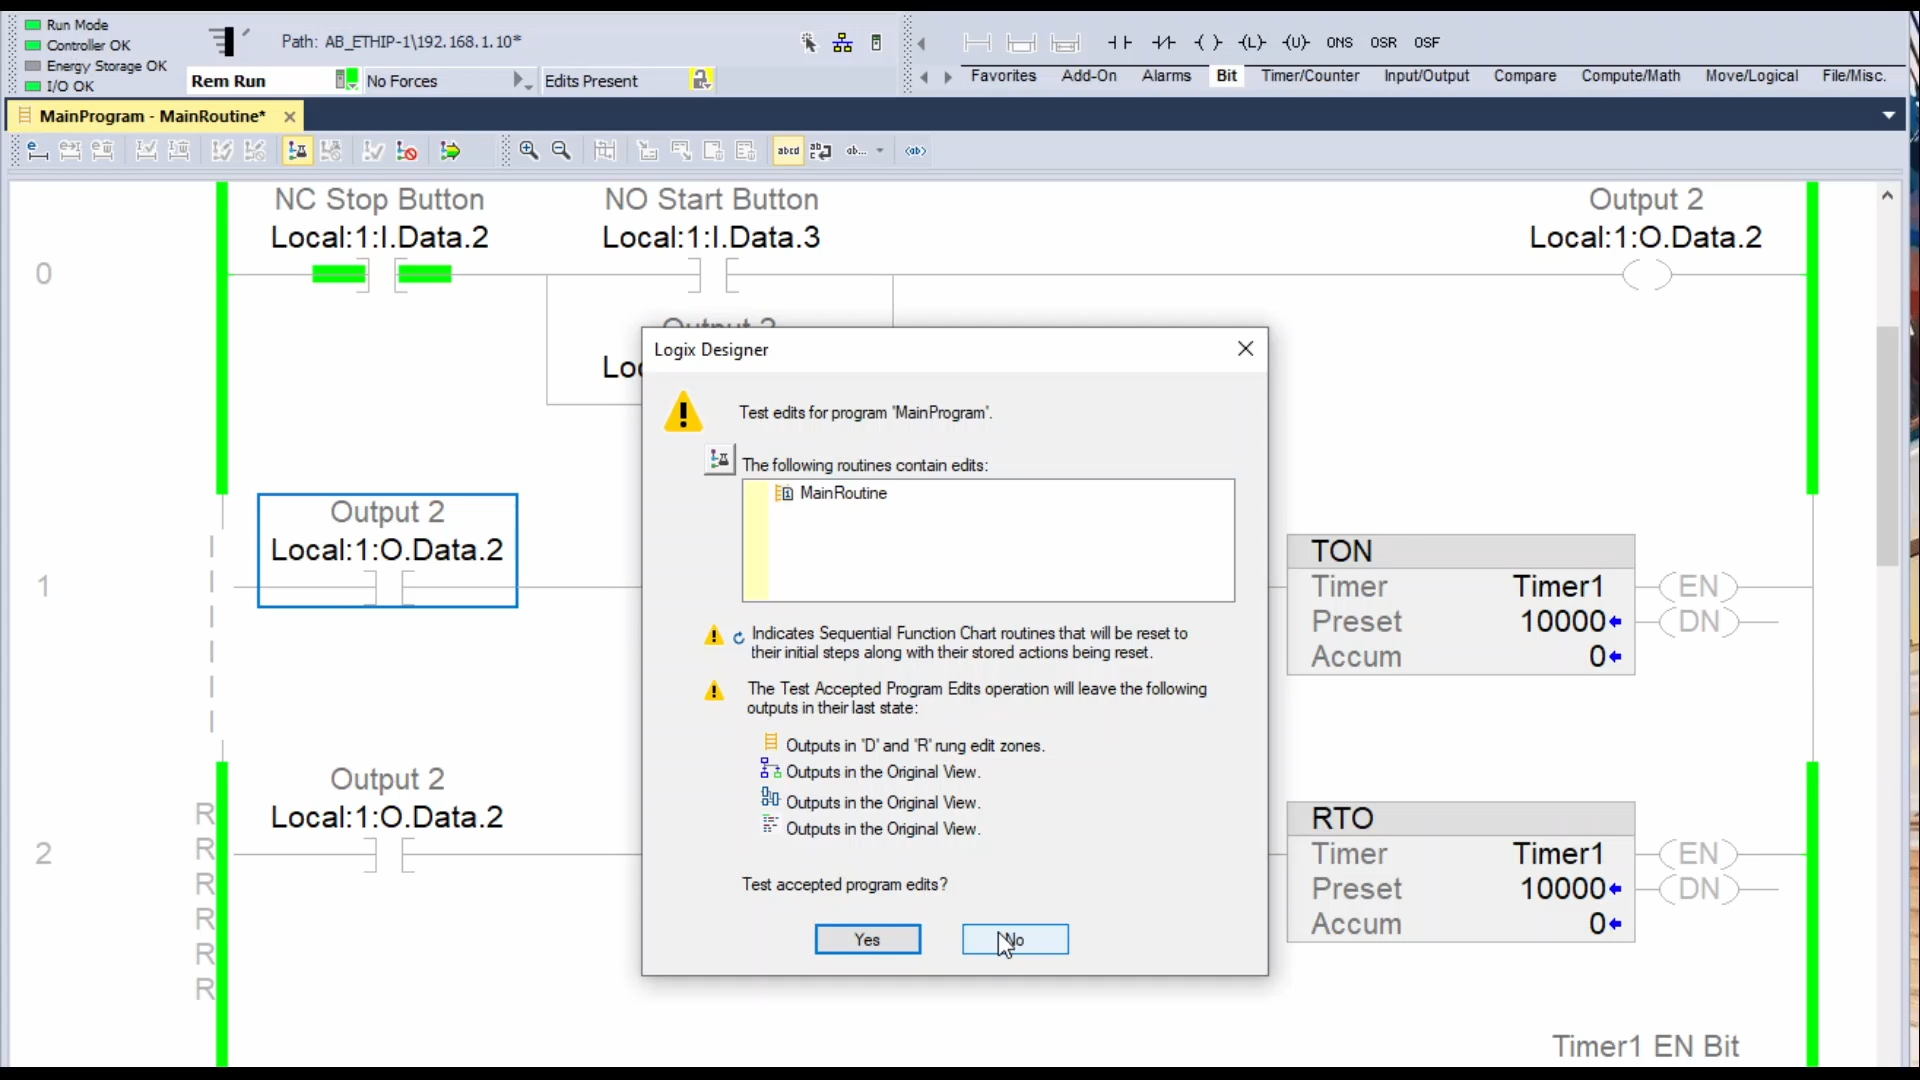 Run Mode
Controller OK
Energy Storage OK
I/O OK
Path: AB_ETHIP-1\192.168.1.10*
Rem Run
No Forces
Edits Present
ONS OSR OSF
Favorites Add-On Alarms Bit Timer/Counter Input/Output Compare Compute/Math Move/Logical File/Misc.
MainProgram - MainRoutine*
abcd
ab...
<ab>
NC Stop Button
Local:1:I.Data.2
NO Start Button
Local:1:I.Data.3
Output 2
Local:1:O.Data.2
0
Output 2
Logix Designer
Test edits for program 'MainProgram'.
The following routines contain edits:
MainRoutine
Indicates Sequential Function Chart routines that will be reset to
their initial steps along with their stored actions being reset.
The Test Accepted Program Edits operation will leave the following
outputs in their last state:
Outputs in 'D' and 'R' rung edit zones.
Outputs in the Original View.
Outputs in the Original View.
Outputs in the Original View.
Test accepted program edits?
Yes
No
Output 2
Local:1:O.Data.2
1
TON
Timer Timer1
Preset 10000
Accum 0
EN
DN
Output 2
Local:1:O.Data.2
R
R
R
R
R
R
2
RTO
Timer Timer1
Preset 10000
Accum 0
EN
DN
Timer1 EN Bit